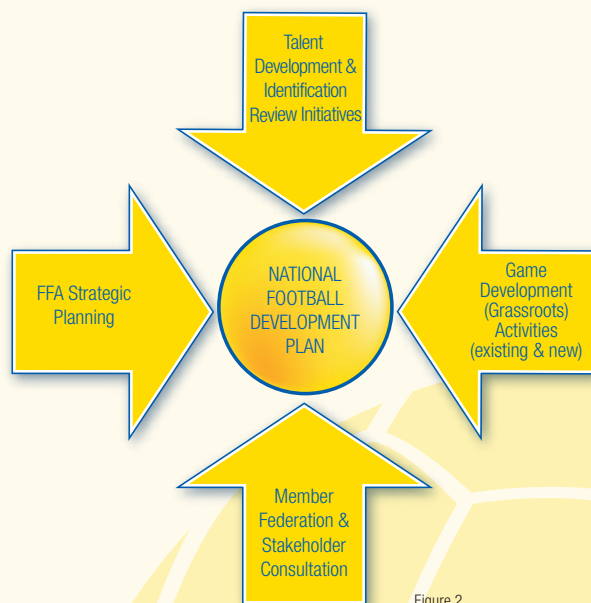 Talent
Development &
Identification
Review Initiatives
FFA Strategic
Planning
NATIONAL
FOOTBALL
DEVELOPMENT
PLAN
Game
Development
(Grassroots)
Activities
(existing & new)
Member
Federation &
Stakeholder
Consultation
Figure 2